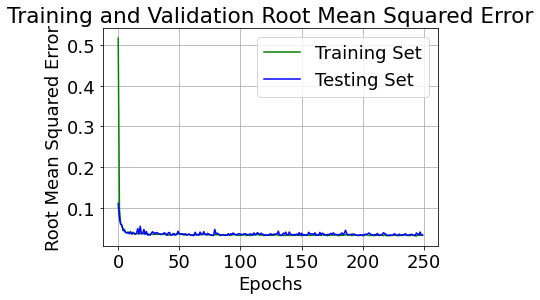 Training and Validation Root Mean Squared Error
Root Mean Squared Error
0.5
0.4
0.3
0.2
0.1
Training Set
Testing Set
0 50 100 150 200 250
Epochs